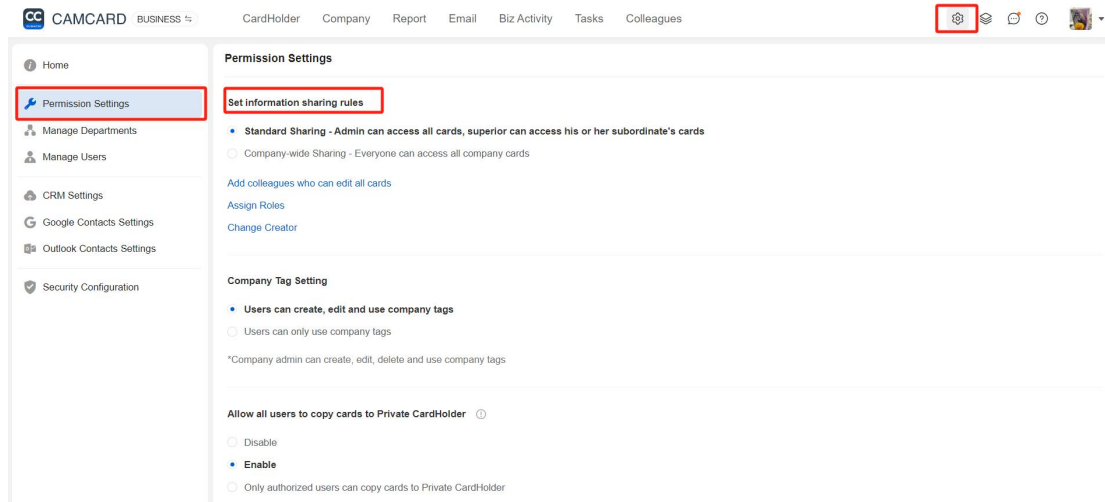 CC CAMCARD BUSINESS CardHolder Company Report Email Biz Activity Tasks Colleagues
Home
Permission Settings
Manage Departments
Manage Users
CRM Settings
Google Contacts Settings
Outlook Contacts Settings
Security Configuration
Permission Settings
Set information sharing rules
Standard Sharing - Admin can access all cards, superior can access his or her subordinate's cards
Company-wide Sharing - Everyone can access all company cards
Add colleagues who can edit all cards
Assign Roles
Change Creator
Company Tag Setting
Users can create, edit and use company tags
Users can only use company tags
*Company admin can create, edit, delete and use company tags
Allow all users to copy cards to Private CardHolder
Disable
Enable
Only authorized users can copy cards to Private CardHolder